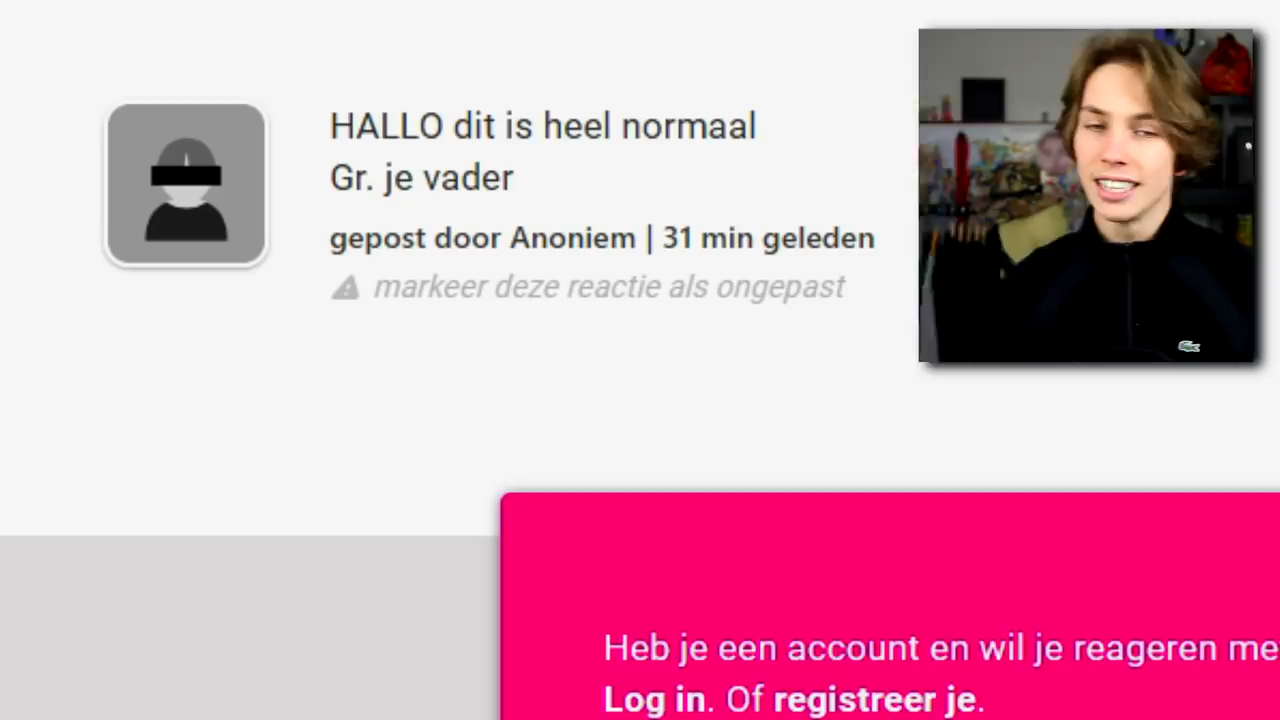 HALLO dit is heel normaal
Gr. je vader
gepost door Anoniem | 31 min geleden
markeer deze reactie als ongepast
Heb je een account en wil je reageren me
Log in. Of registreer je.